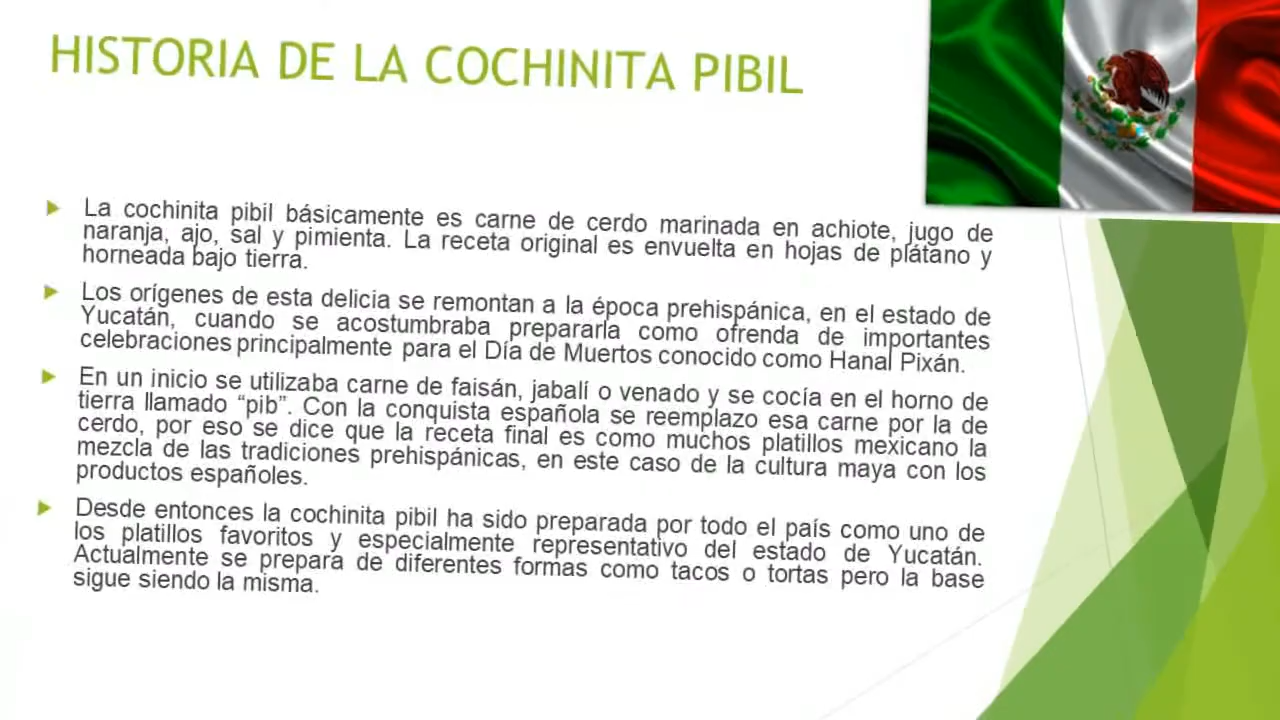 HISTORIA DE LA COCHINITA PIBIL
La cochinita pibil básicamente es carne de cerdo marinada en achiote, jugo de
naranja, ajo, sal y pimienta. La receta original es envuelta en hojas de plátano y
horneada bajo tierra.
Los orígenes de esta delicia se remontan a la época prehispánica, en el estado de
Yucatán, cuando se acostumbraba prepararla como ofrenda de importantes
celebraciones principalmente para el Día de Muertos conocido como Hanal Pixán.
En un inicio se utilizaba carne de faisán, jabalí o venado y se cocía en el horno de
tierra llamado “pib”. Con la conquista española se reemplazo esa carne por la de
cerdo, por eso se dice que la receta final es como muchos platillos mexicano la
mezcla de las tradiciones prehispánicas, en este caso de la cultura maya con los
productos españoles.
Desde entonces la cochinita pibil ha sido preparada por todo el país como uno de
los platillos favoritos y especialmente representativo del estado de Yucatán.
Actualmente se prepara de diferentes formas como tacos o tortas pero la base
sigue siendo la misma.